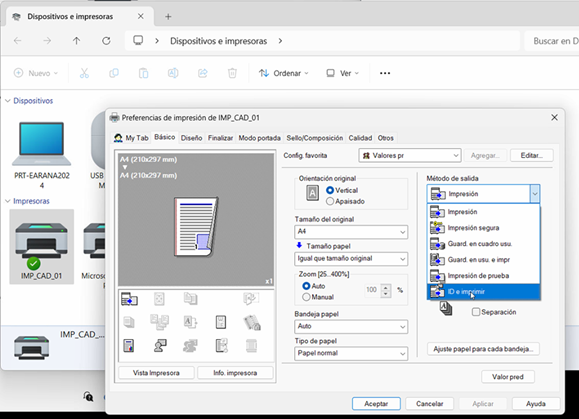 Dispositivos e impresoras
Dispositivos e impresoras
Buscar en D
Nuevo
Ordenar
Ver
Dispositivos
PRT-EARANA202
4
USB
M
Impresoras
IMP_CAD_01
Microso
F
IMP_CAD_...
Preferencias de impresión de IMP_CAD_01
My Tab
Básico
Diseño
Finalizar
Modo portada
Sello/Composición
Calidad
Otros
A4 (210x297 mm)
A4 (210x297 mm)
x1
Vista Impresora
Info. impresora
Config. favorita
Valores pr
Agregar...
Editar...
Orientación original
A
Vertical
Apaisado
Tamaño del original
A4
Tamaño papel
Igual que tamaño original
Zoom [25..400%]
Auto
Manual
100
%
Bandeja papel
Auto
Tipo de papel
Papel normal
Método de salida
Impresión
Impresión
Impresión segura
Guard. en cuadro usu.
Guard. en usu. e impr
Impresión de prueba
ID e imprimir
Separación
Ajuste papel para cada bandeja...
Valor pred
Aceptar
Cancelar
Aplicar
Ayuda